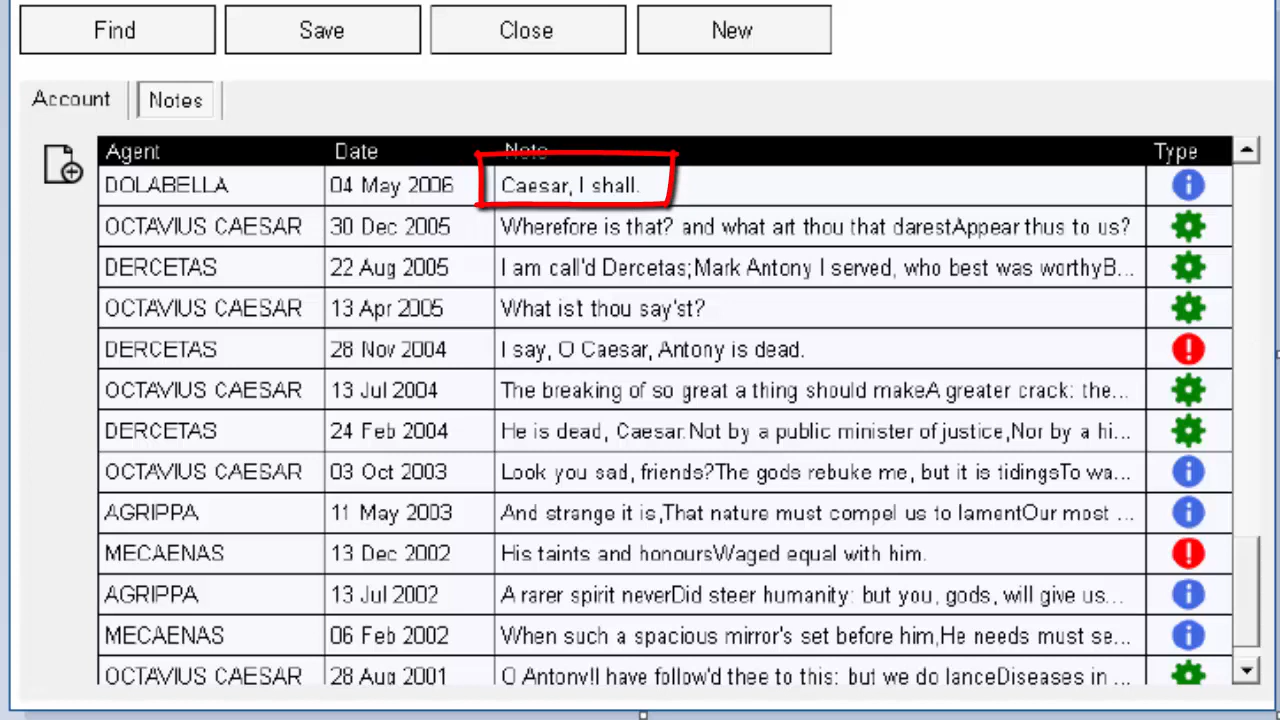 Find Save Close New
Account Notes
Agent Date Note Type
DOLABELLA 04 May 2006 Caesar, I shall.
OCTAVIUS CAESAR 30 Dec 2005 Wherefore is that? and what art thou that darestAppear thus to us?
DERCETAS 22 Aug 2005 I am call'd Dercetas;Mark Antony I served, who best was worthyB...
OCTAVIUS CAESAR 13 Apr 2005 What is't thou say'st?
DERCETAS 28 Nov 2004 I say, O Caesar, Antony is dead.
OCTAVIUS CAESAR 13 Jul 2004 The breaking of so great a thing should makeA greater crack: the...
DERCETAS 24 Feb 2004 He is dead, Caesar:Not by a public minister of justice,Nor by a hi...
OCTAVIUS CAESAR 03 Oct 2003 Look you sad, friends?The gods rebuke me, but it is tidingsTo wa...
AGRIPPA 11 May 2003 And strange it is,That nature must compel us to lamentOur most ...
MECAENAS 13 Dec 2002 His taints and honoursWaged equal with him.
AGRIPPA 13 Jul 2002 A rarer spirit neverDid steer humanity: but you, gods, will give us...
MECAENAS 06 Feb 2002 When such a spacious mirror's set before him,He needs must se...
OCTAVIUS CAESAR 28 Aug 2001 O Antony!I have follow'd thee to this: but we do lanceDiseases in ...